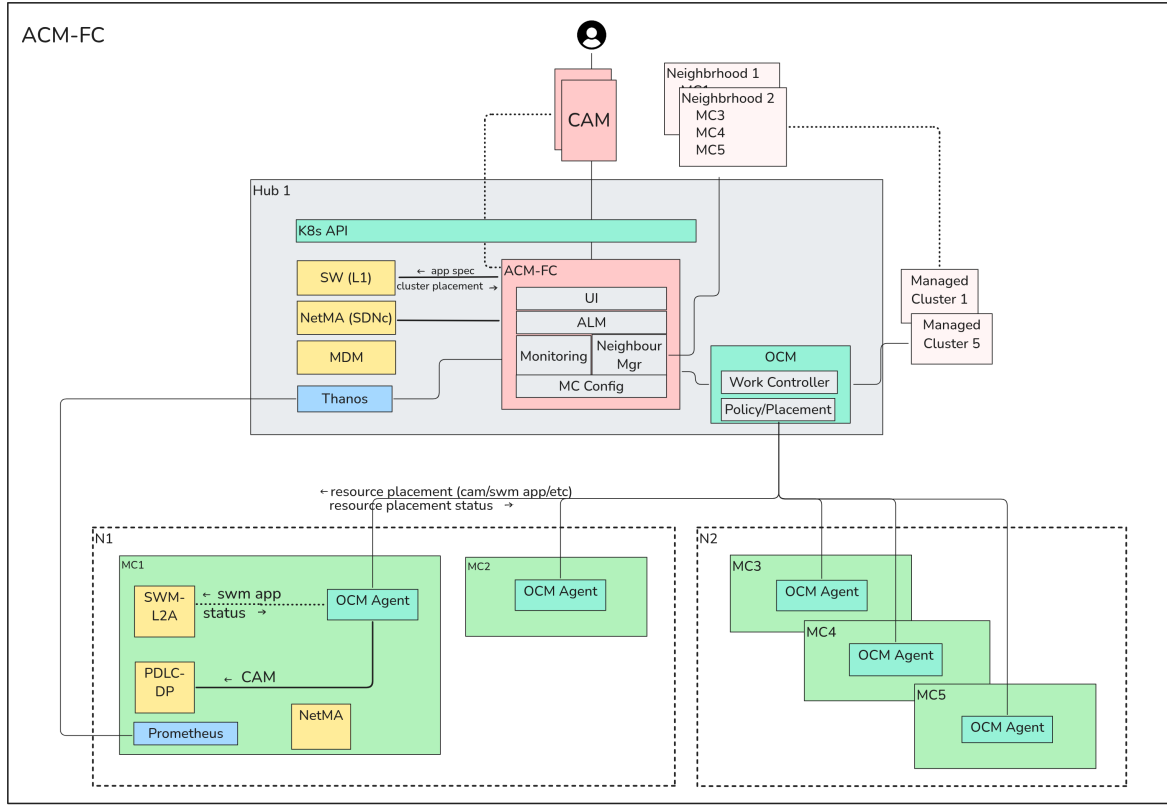 ACM-FC
CAM
Neighbrhood 1
Neighbrhood 2
MC3
MC4
MC5
Hub 1
K8s API
SW (L1)
← app spec
cluster placement →
NetMA (SDNc)
MDM
Thanos
ACM-FC
UI
ALM
Monitoring
Neighbour
Mgr
MC Config
OCM
Work Controller
Policy/Placement
Managed
Cluster 1
Managed
Cluster 5
← resource placement (cam/swm app/etc)
resource placement status →
N1
MC1
SWM-
L2A
← swm app
status →
OCM Agent
PDLC-
DP
← CAM
NetMA
Prometheus
MC2
OCM Agent
N2
MC3
OCM Agent
MC4
OCM Agent
MC5
OCM Agent